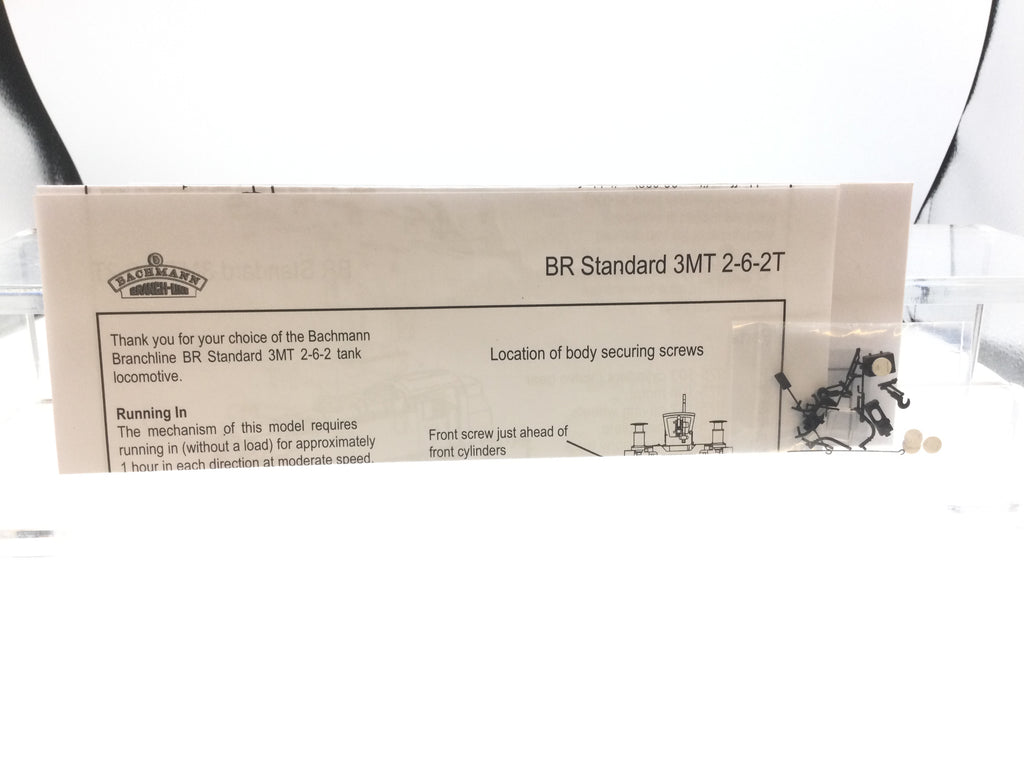 BACHMANN
BRANCH-LINE
BR Standard 3MT 2-6-2T
Thank you for your choice of the Bachmann
Branchline BR Standard 3MT 2-6-2 tank
locomotive.
Running In
The mechanism of this model requires
running in (without a load) for approximately
1 hour in each direction at moderate speed.
Location of body securing screws
Front screw just ahead of
front cylinders